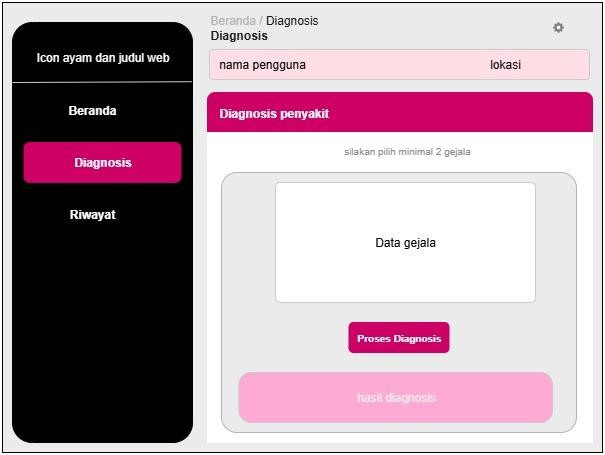 Icon ayam dan judul web
Beranda
Diagnosis
Riwayat
Beranda / Diagnosis
Diagnosis
nama pengguna lokasi
Diagnosis penyakit
silakan pilih minimal 2 gejala
Data gejala
Proses Diagnosis
hasil diagnosis